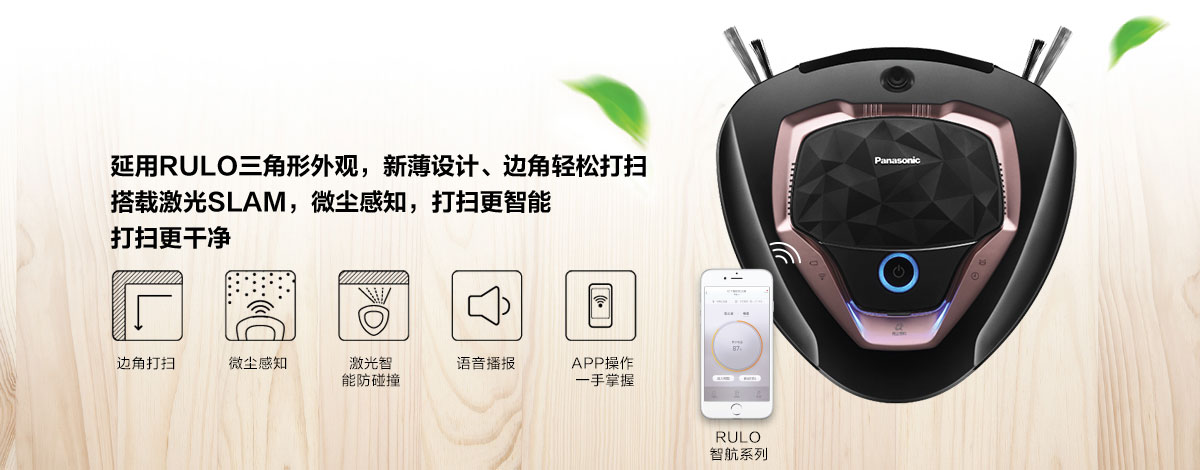 延用RULO三角形外观，新薄设计、边角轻松打扫
搭载激光SLAM，微尘感知，打扫更智能
打扫更干净
边角打扫
微尘感知
激光智
能防碰撞
语音播报
APP操作
一手掌握
Panasonic
RULO
智航系列